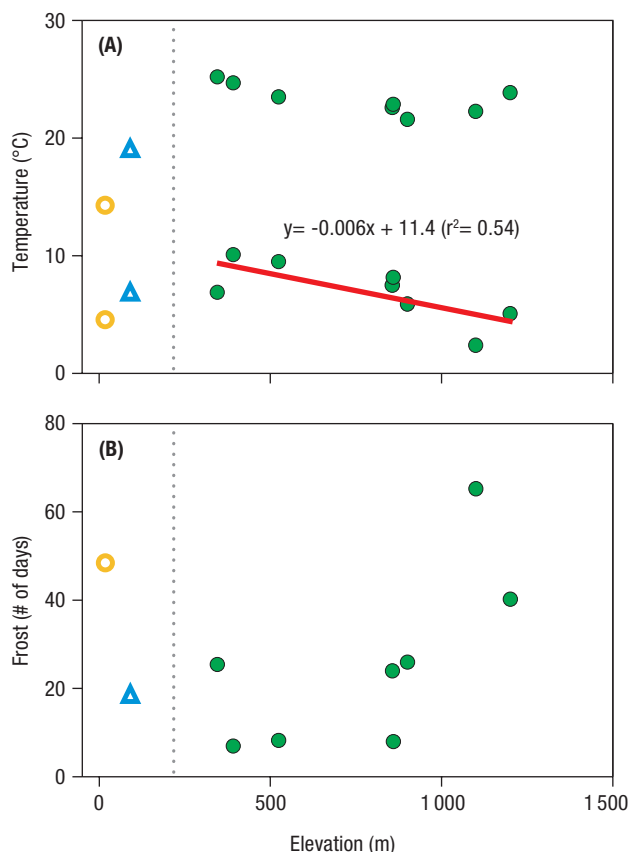 (A)
30
20
10
0
Temperature (°C)
y= -0.006x + 11.4 (r²= 0.54)
(B)
80
60
40
20
0
Frost (# of days)
0 500 1 000 1 500
Elevation (m)